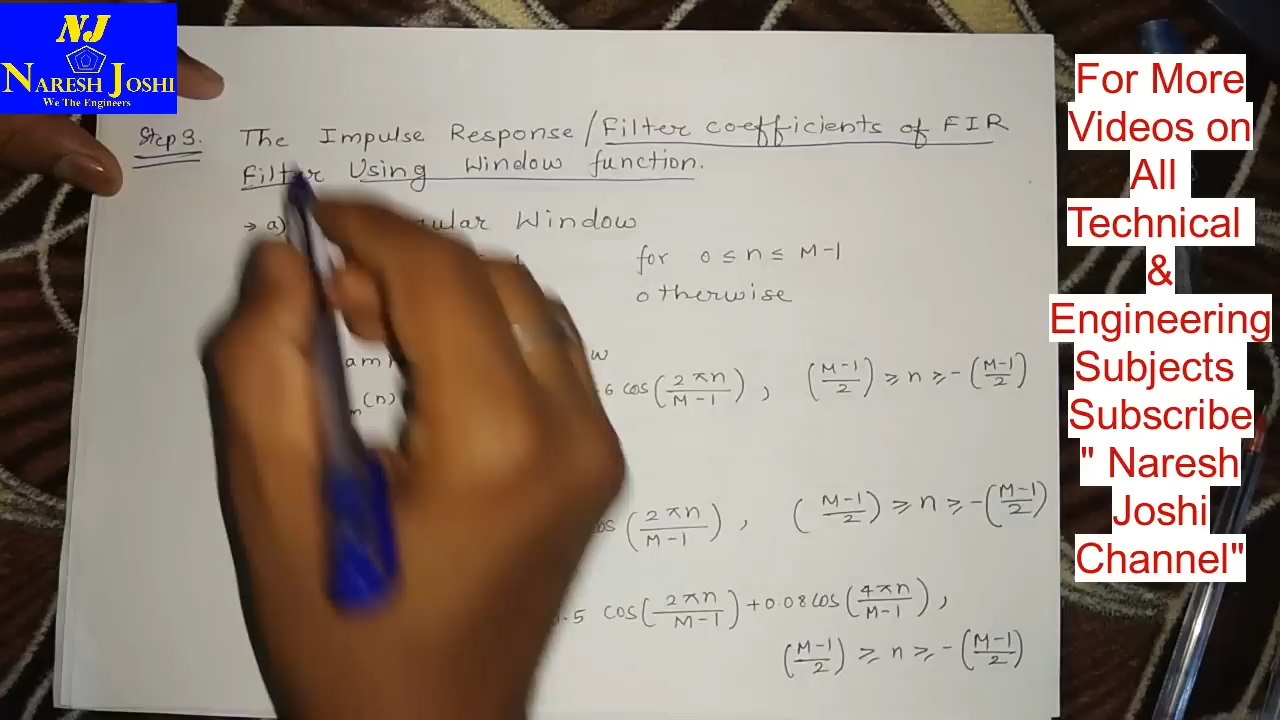 NJ
NARESH JOSHI
We The Engineers
Step 3. The Impulse Response / Filter coefficients of FIR
Filter Using Window function.
→ a) Window
for 0 ≤ n ≤ M-1
otherwise
(n) cos(2πn/M-1), (M-1/2) ≥ n ≥ -(M-1/2)
cos(2πn/M-1), (M-1/2) ≥ n ≥ -(M-1/2)
.5 cos(2πn/M-1) + 0.08 cos(4πn/M-1),
(M-1/2) ≥ n ≥ -(M-1/2)
For More
Videos on
All
Technical
&
Engineering
Subjects
Subscribe
" Naresh
Joshi
Channel"